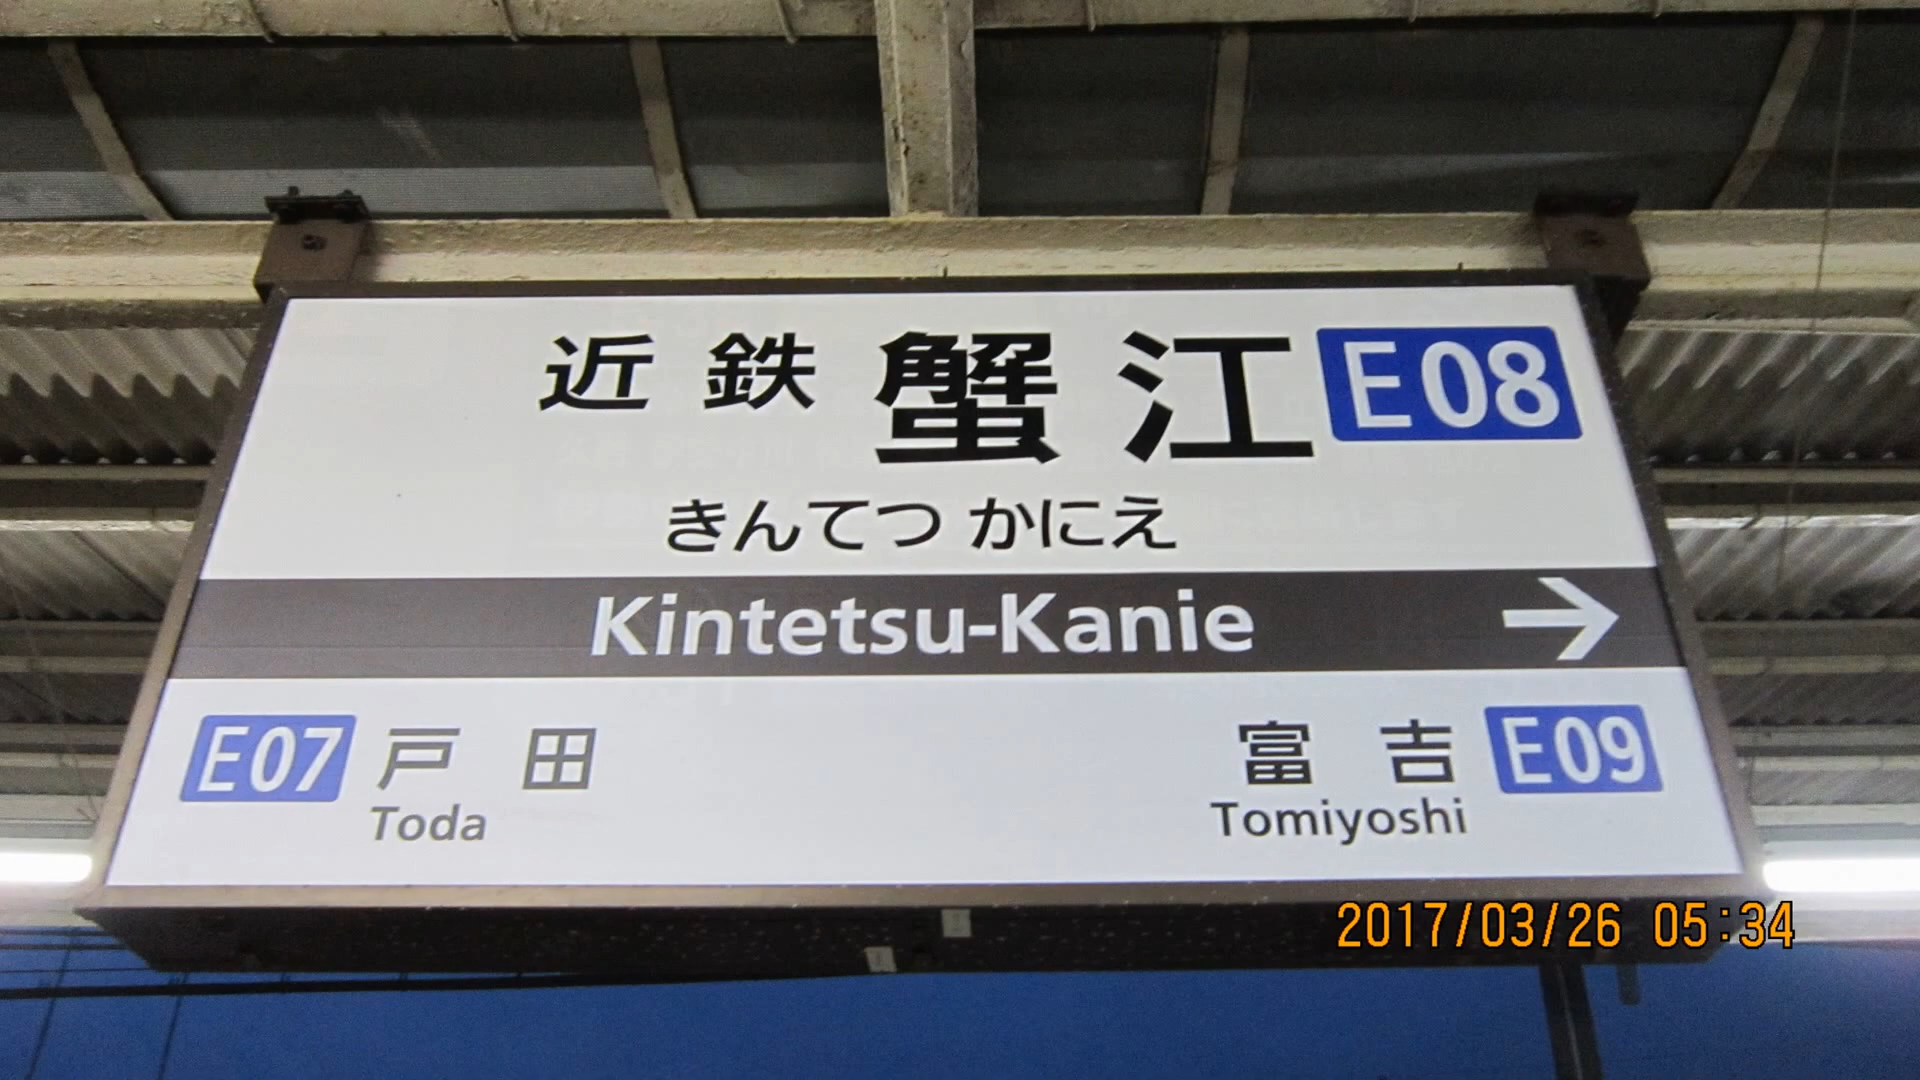 近鉄蟹江 E08
きんてつ かにえ
Kintetsu-Kanie →
E07 戸田 富吉 E09
Toda Tomiyoshi
2017/03/26 05:34